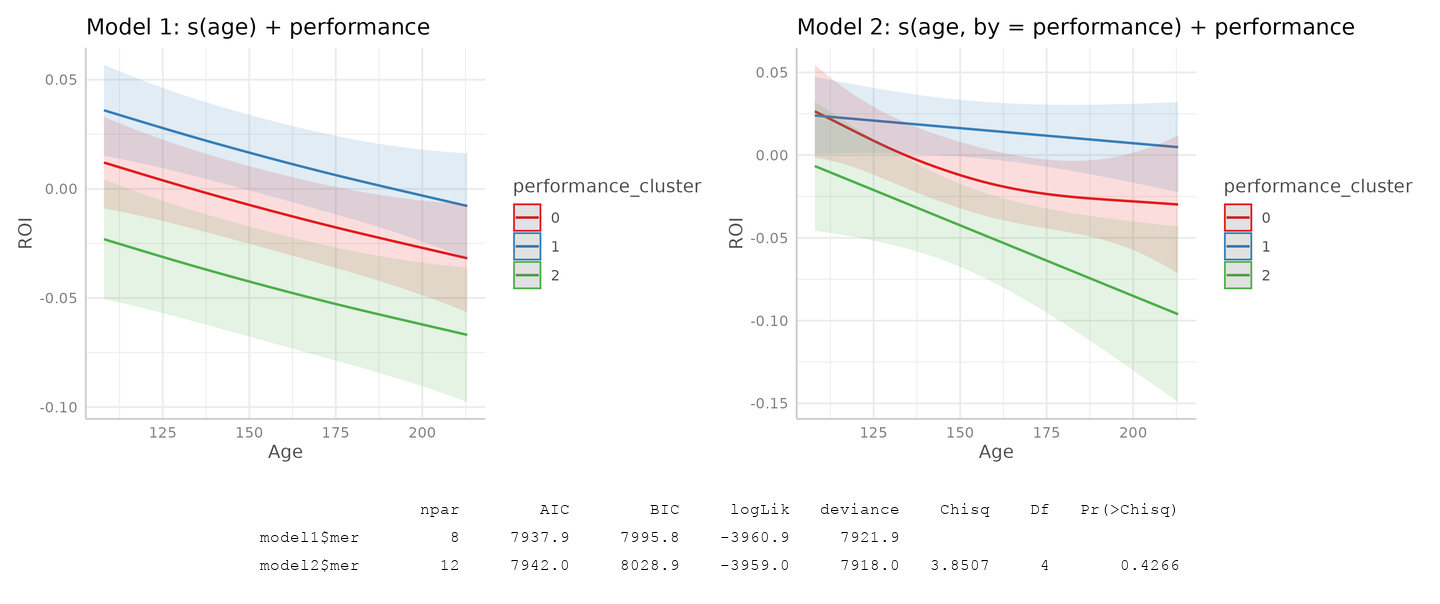 Model 1: s(age) + performance
0.05
0.00
-0.05
-0.10
ROI
125 150 175 200
Age
performance_cluster
0
1
2
Model 2: s(age, by = performance) + performance
0.05
0.00
-0.05
-0.10
-0.15
ROI
125 150 175 200
Age
performance_cluster
0
1
2
npar AIC BIC logLik deviance Chisq Df Pr(>Chisq)
model1$mer 8 7937.9 7995.8 -3960.9 7921.9
model2$mer 12 7942.0 8028.9 -3959.0 7918.0 3.8507 4 0.4266